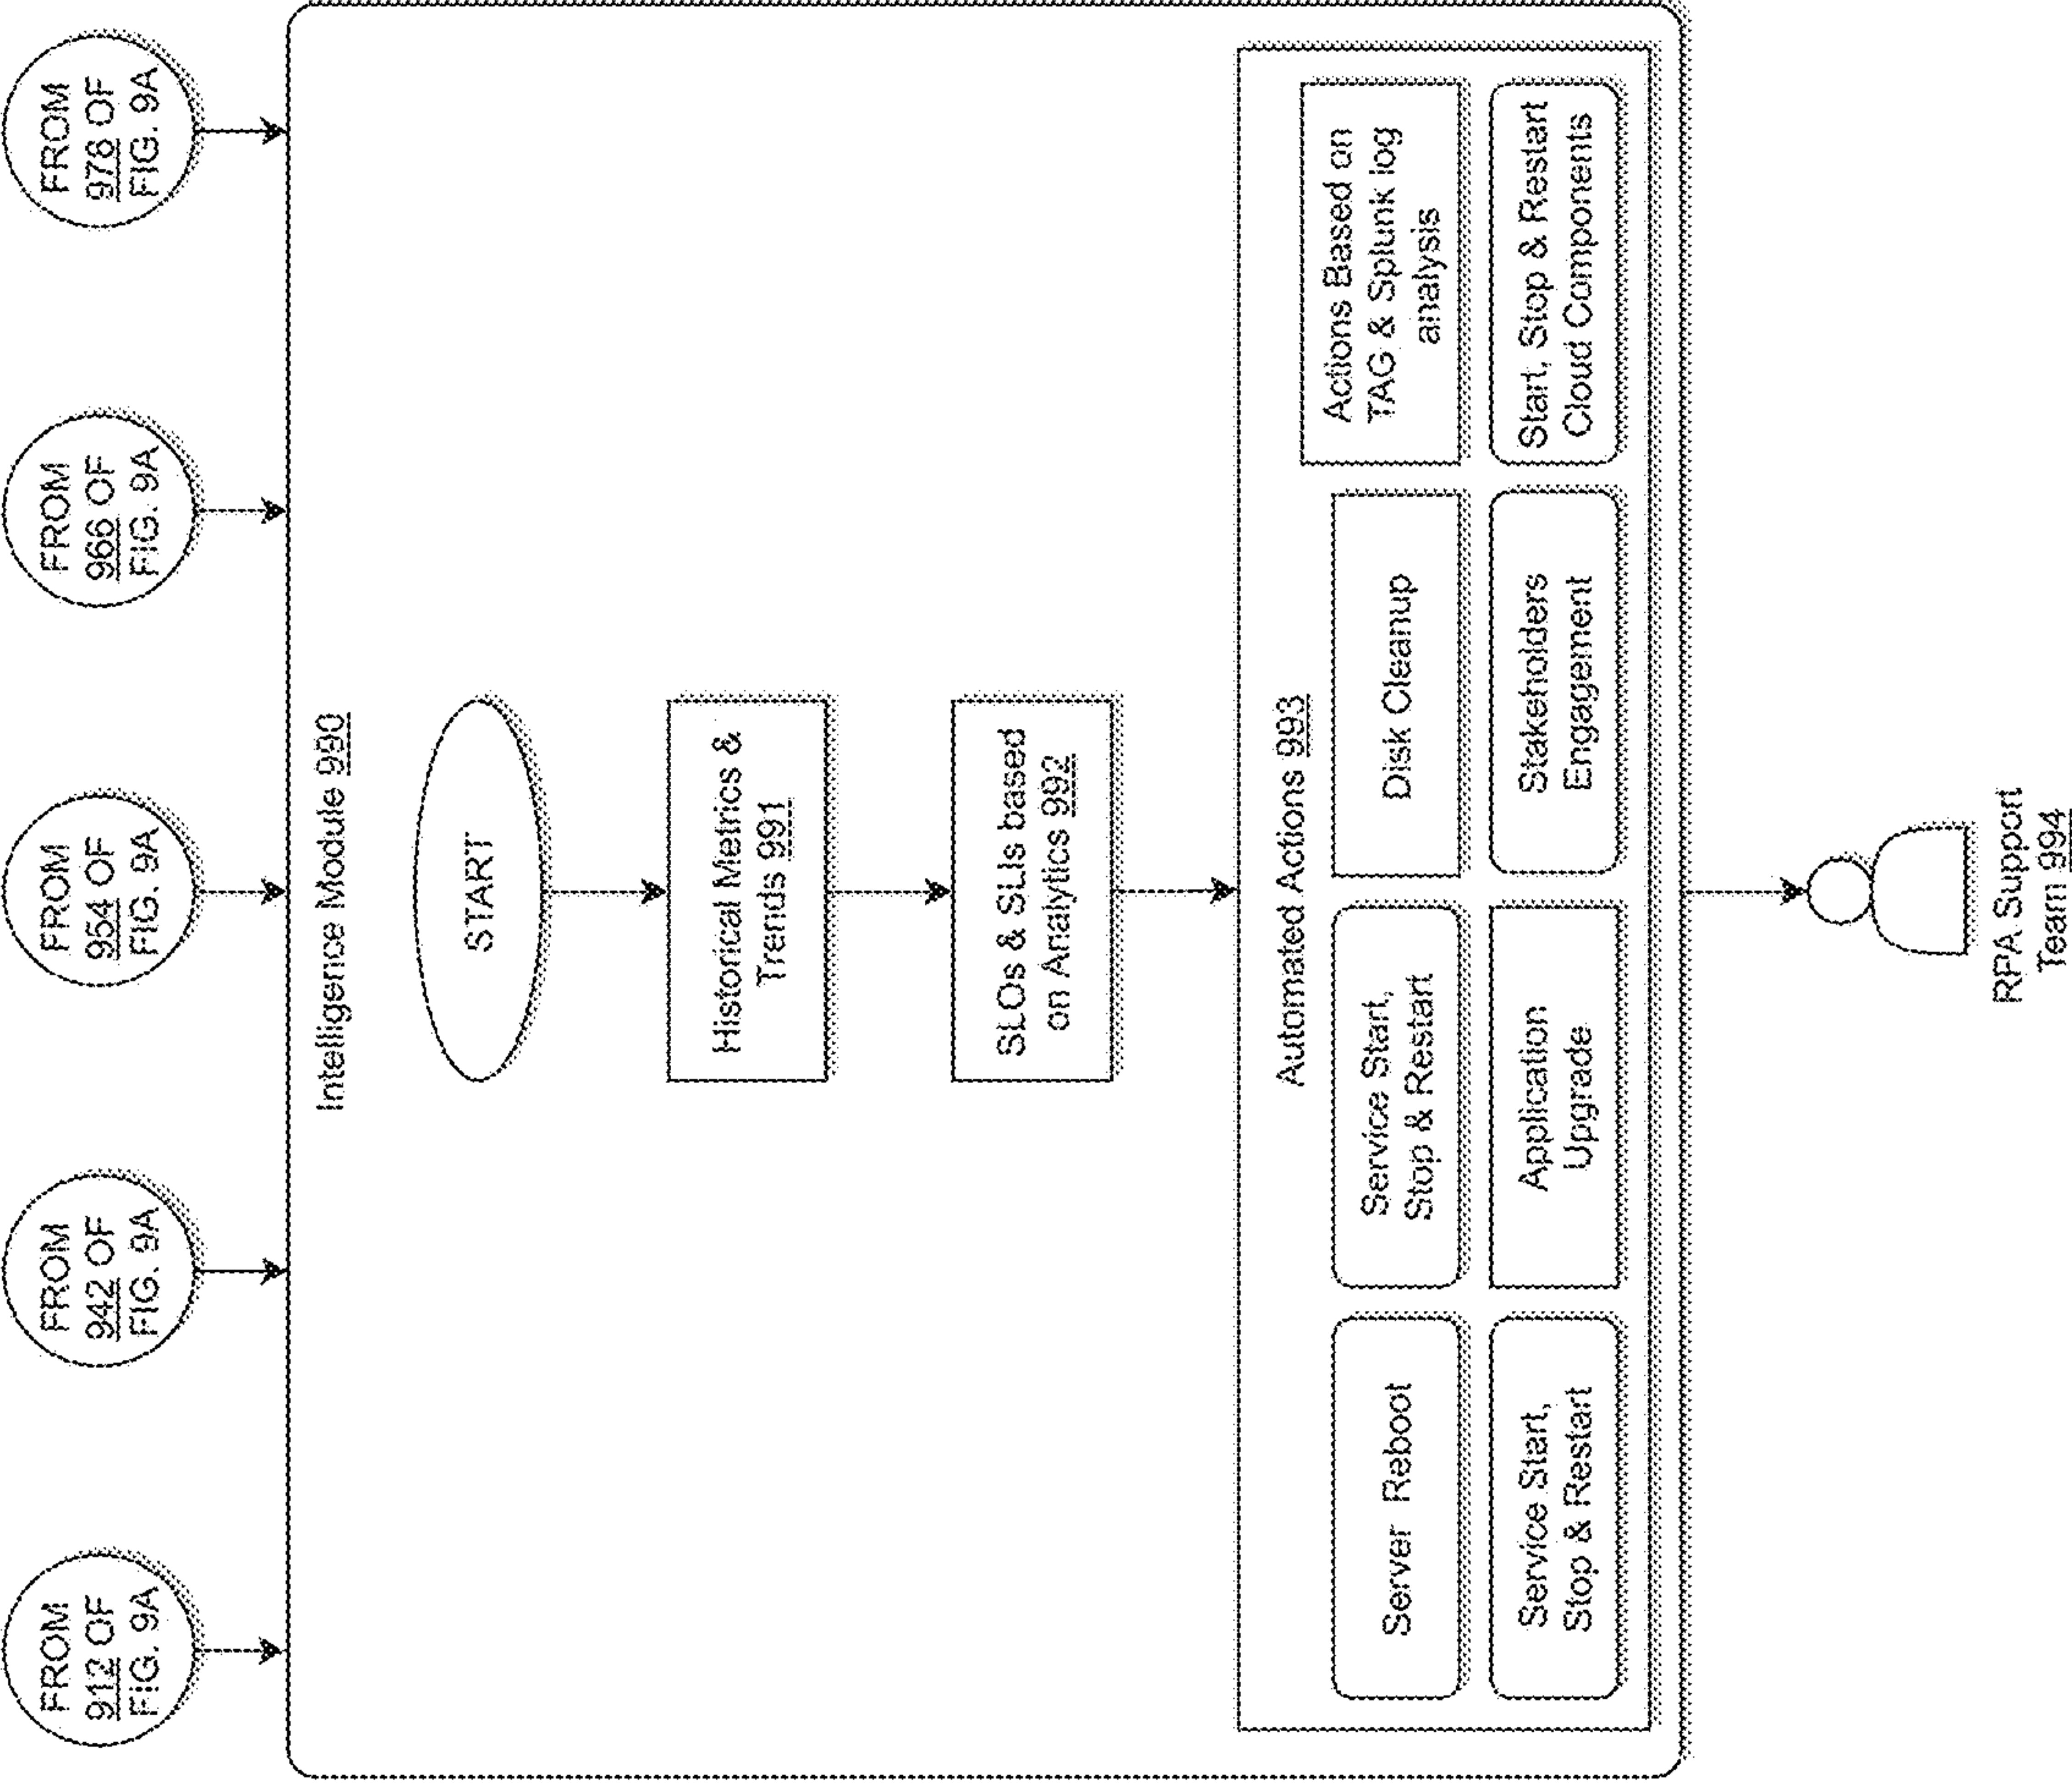 FROM
912 OF
FIG. 9A
FROM
942 OF
FIG. 9A
FROM
954 OF
FIG. 9A
FROM
966 OF
FIG. 9A
FROM
978 OF
FIG. 9A
Intelligence Module 990
START
Historical Metrics &
Trends 991
SLOs & SLIs based
on Analytics 992
Automated Actions 993
Server Reboot
Service Start,
Stop & Restart
Disk Cleanup
Actions Based on
TAG & Splunk log
analysis
Service Start,
Stop & Restart
Application
Upgrade
Stakeholders
Engagement
Start, Stop & Restart
Cloud Components
RPA Support
Team 994